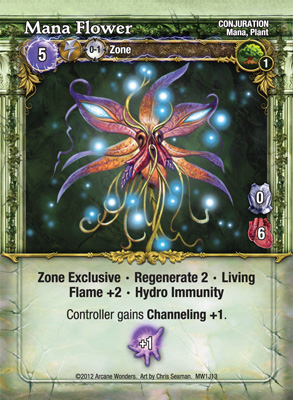 Mana Flower
CONJURATION
Mana, Plant
5
0-1
Zone
1
0
6
Zone Exclusive · Regenerate 2 · Living
Flame +2 · Hydro Immunity
Controller gains Channeling +1.
+1
©2012 Arcane Wonders. Art by Chris Seaman. MW1J13